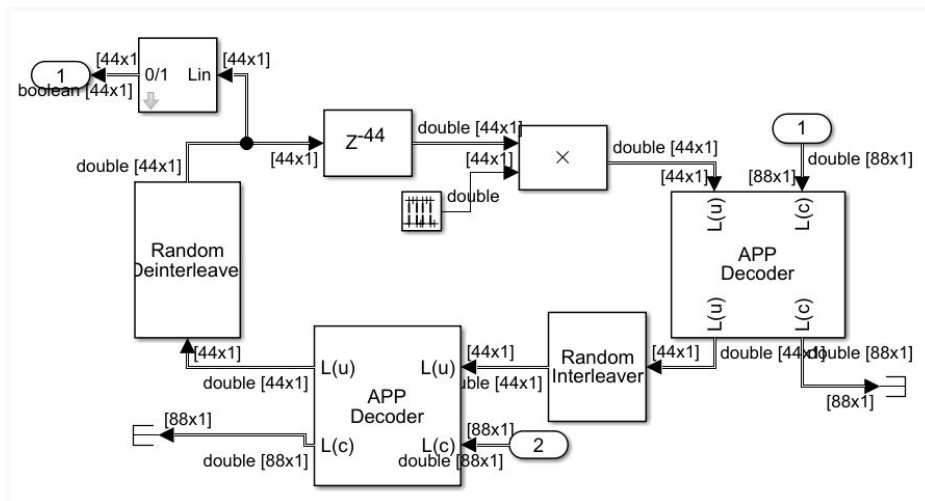 [44x1
1
boolean [44x1]
0/1
Lin
[44x1]
double [44x1]
[44x1]
Z-44
double [44x1]
[44x1]
double
×
double [44x1]
[44x1]
1
double [88x1]
[88x1]
L(u)
L(c)
APP
Decoder
L(u)
L(c)
Random
Deinterleave
[44x1]
double [44x1]
L(u)
L(u)
APP
Decoder
L(c)
L(c)
[88x1]
double [88x1]
[44x1]
uble [44x1]
Random
Interleaver
[44x1]
double [44x1]
double [88x1]
[88x1]
[88x1]
2
double [88x1]